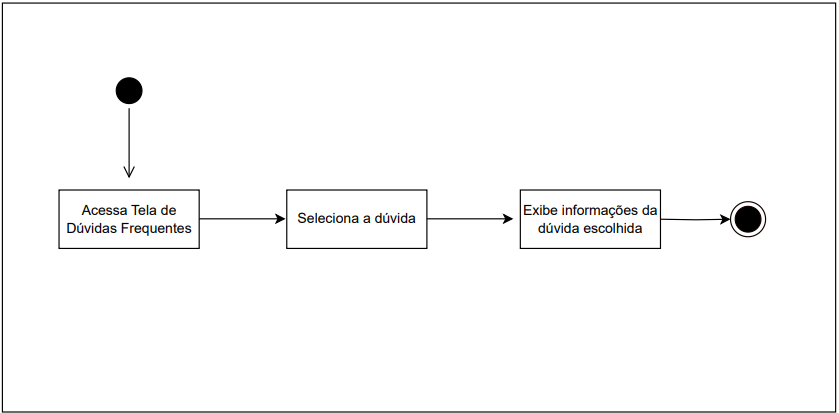 Acessa Tela de
Dúvidas Frequentes
Seleciona a dúvida
Exibe informações da
dúvida escolhida